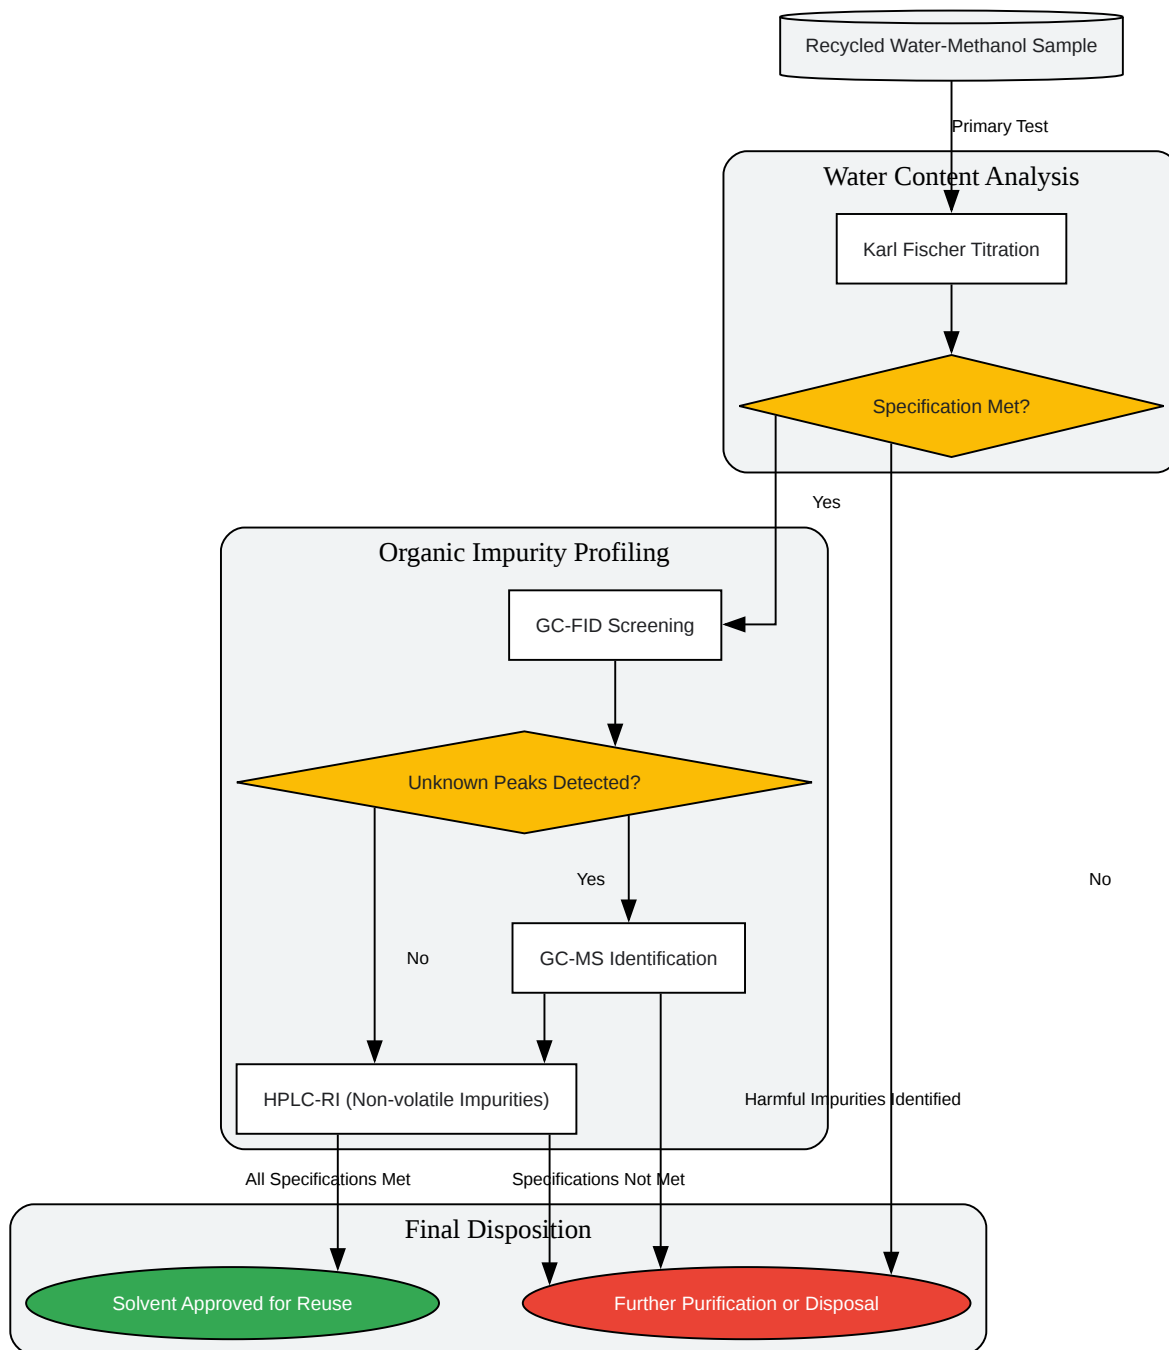 Recycled Water-Methanol Sample
Primary Test
Water Content Analysis
Karl Fischer Titration
Specification Met?
Yes
Organic Impurity Profiling
GC-FID Screening
Unknown Peaks Detected?
Yes
No
No
GC-MS Identification
HPLC-RI (Non-volatile Impurities)
Harmful Impurities Identified
All Specifications Met
Specifications Not Met
Final Disposition
Solvent Approved for Reuse
Further Purification or Disposal